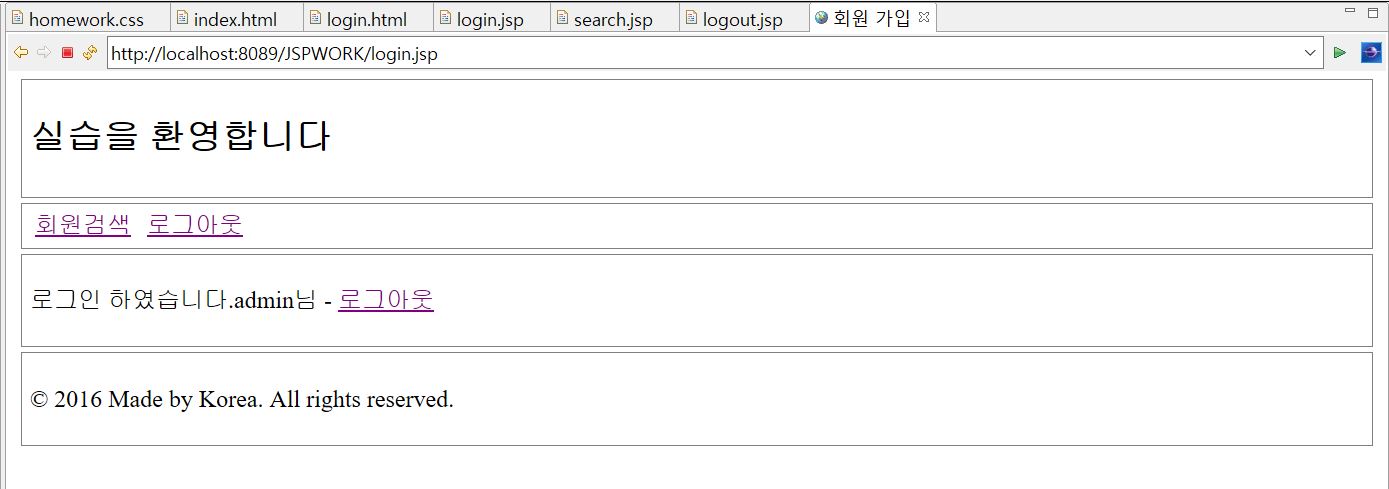 homework.css index.html login.html login.jsp search.jsp logout.jsp 회원 가입
http://localhost:8089/JSPWORK/login.jsp
실습을 환영합니다
회원검색 로그아웃
로그인 하였습니다.admin님 - 로그아웃
© 2016 Made by Korea. All rights reserved.